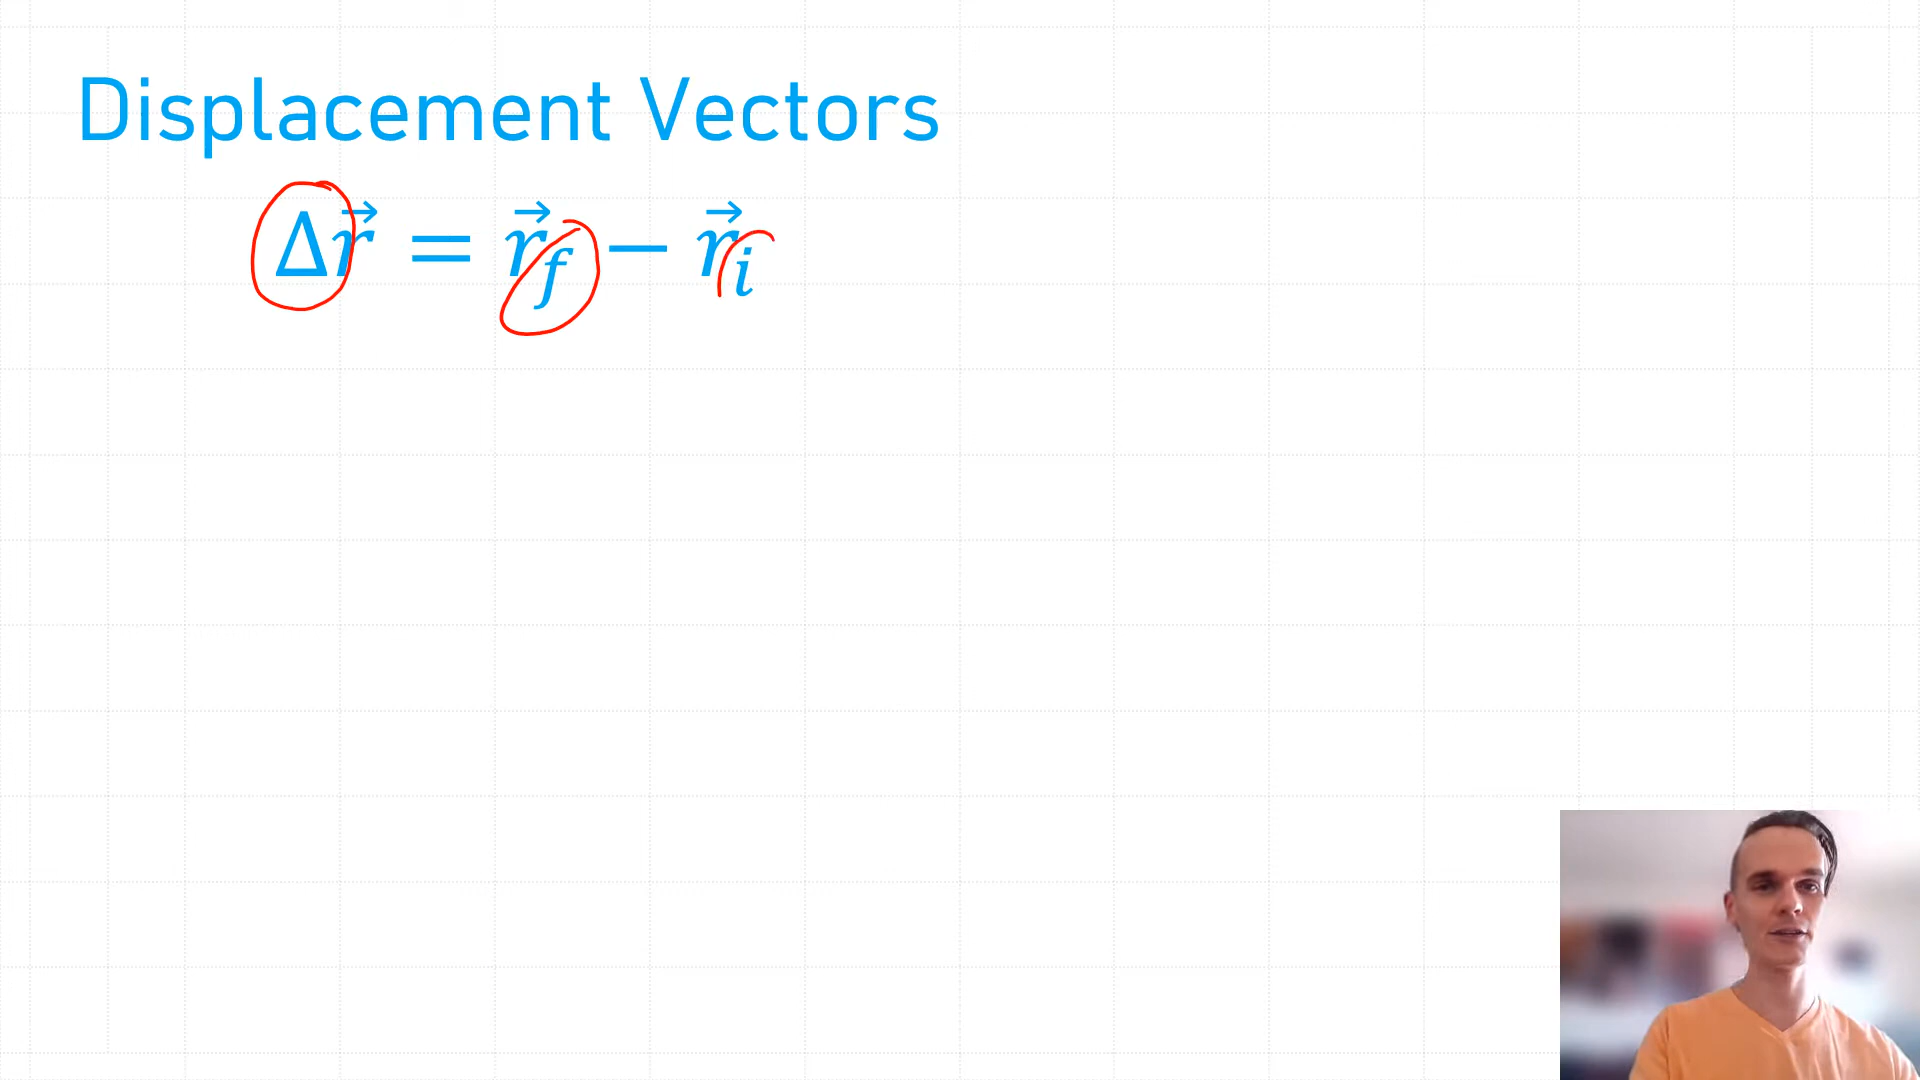 Displacement Vectors
Δr⃗ = r⃗_f − r⃗_i